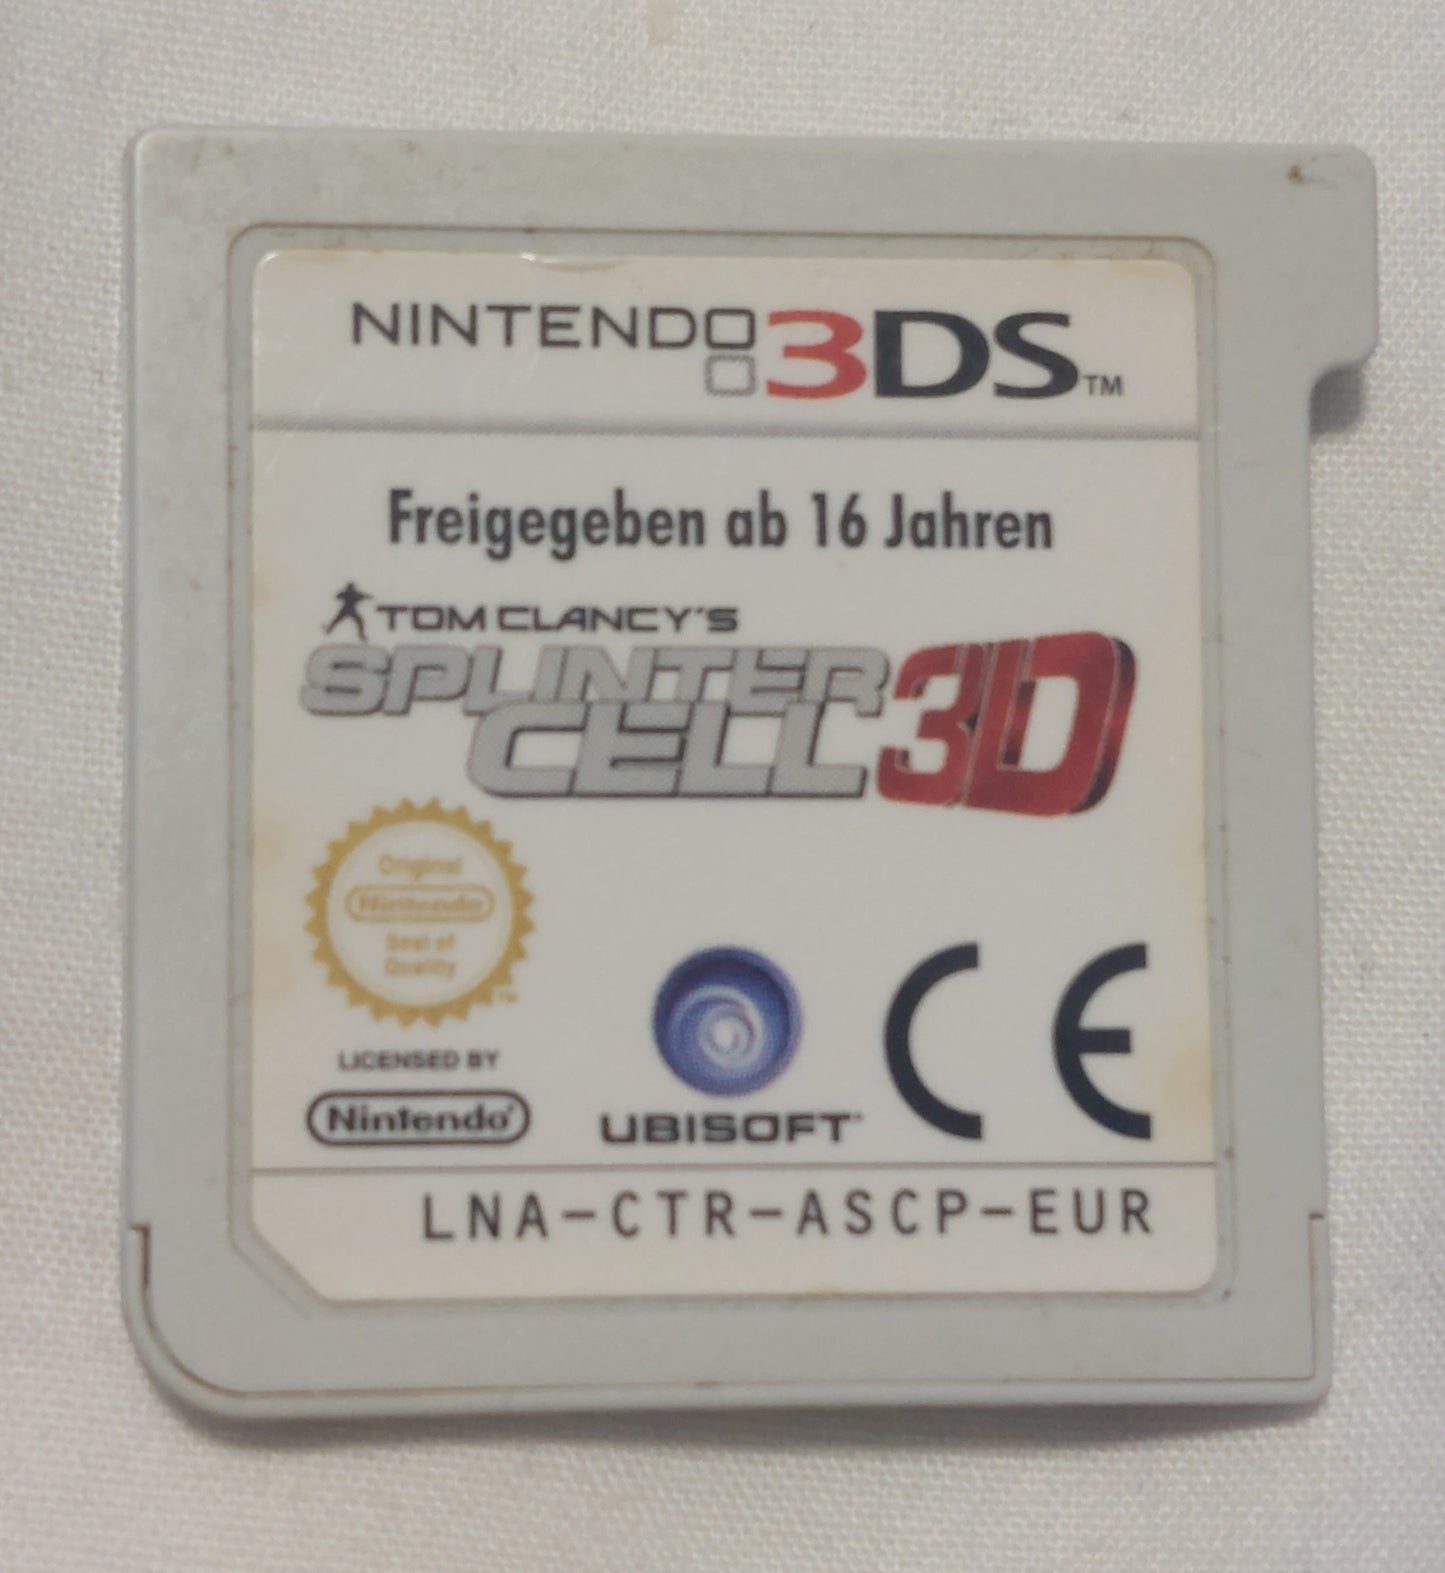 NINTENDO 3DS™
Freigegeben ab 16 Jahren
TOM CLANCY'S
SPLINTER
CELL 3D
Original
Nintendo
Seal of
Quality
TM
LICENSED BY
Nintendo®
UBISOFT
CE
LNA-CTR-ASCP-EUR